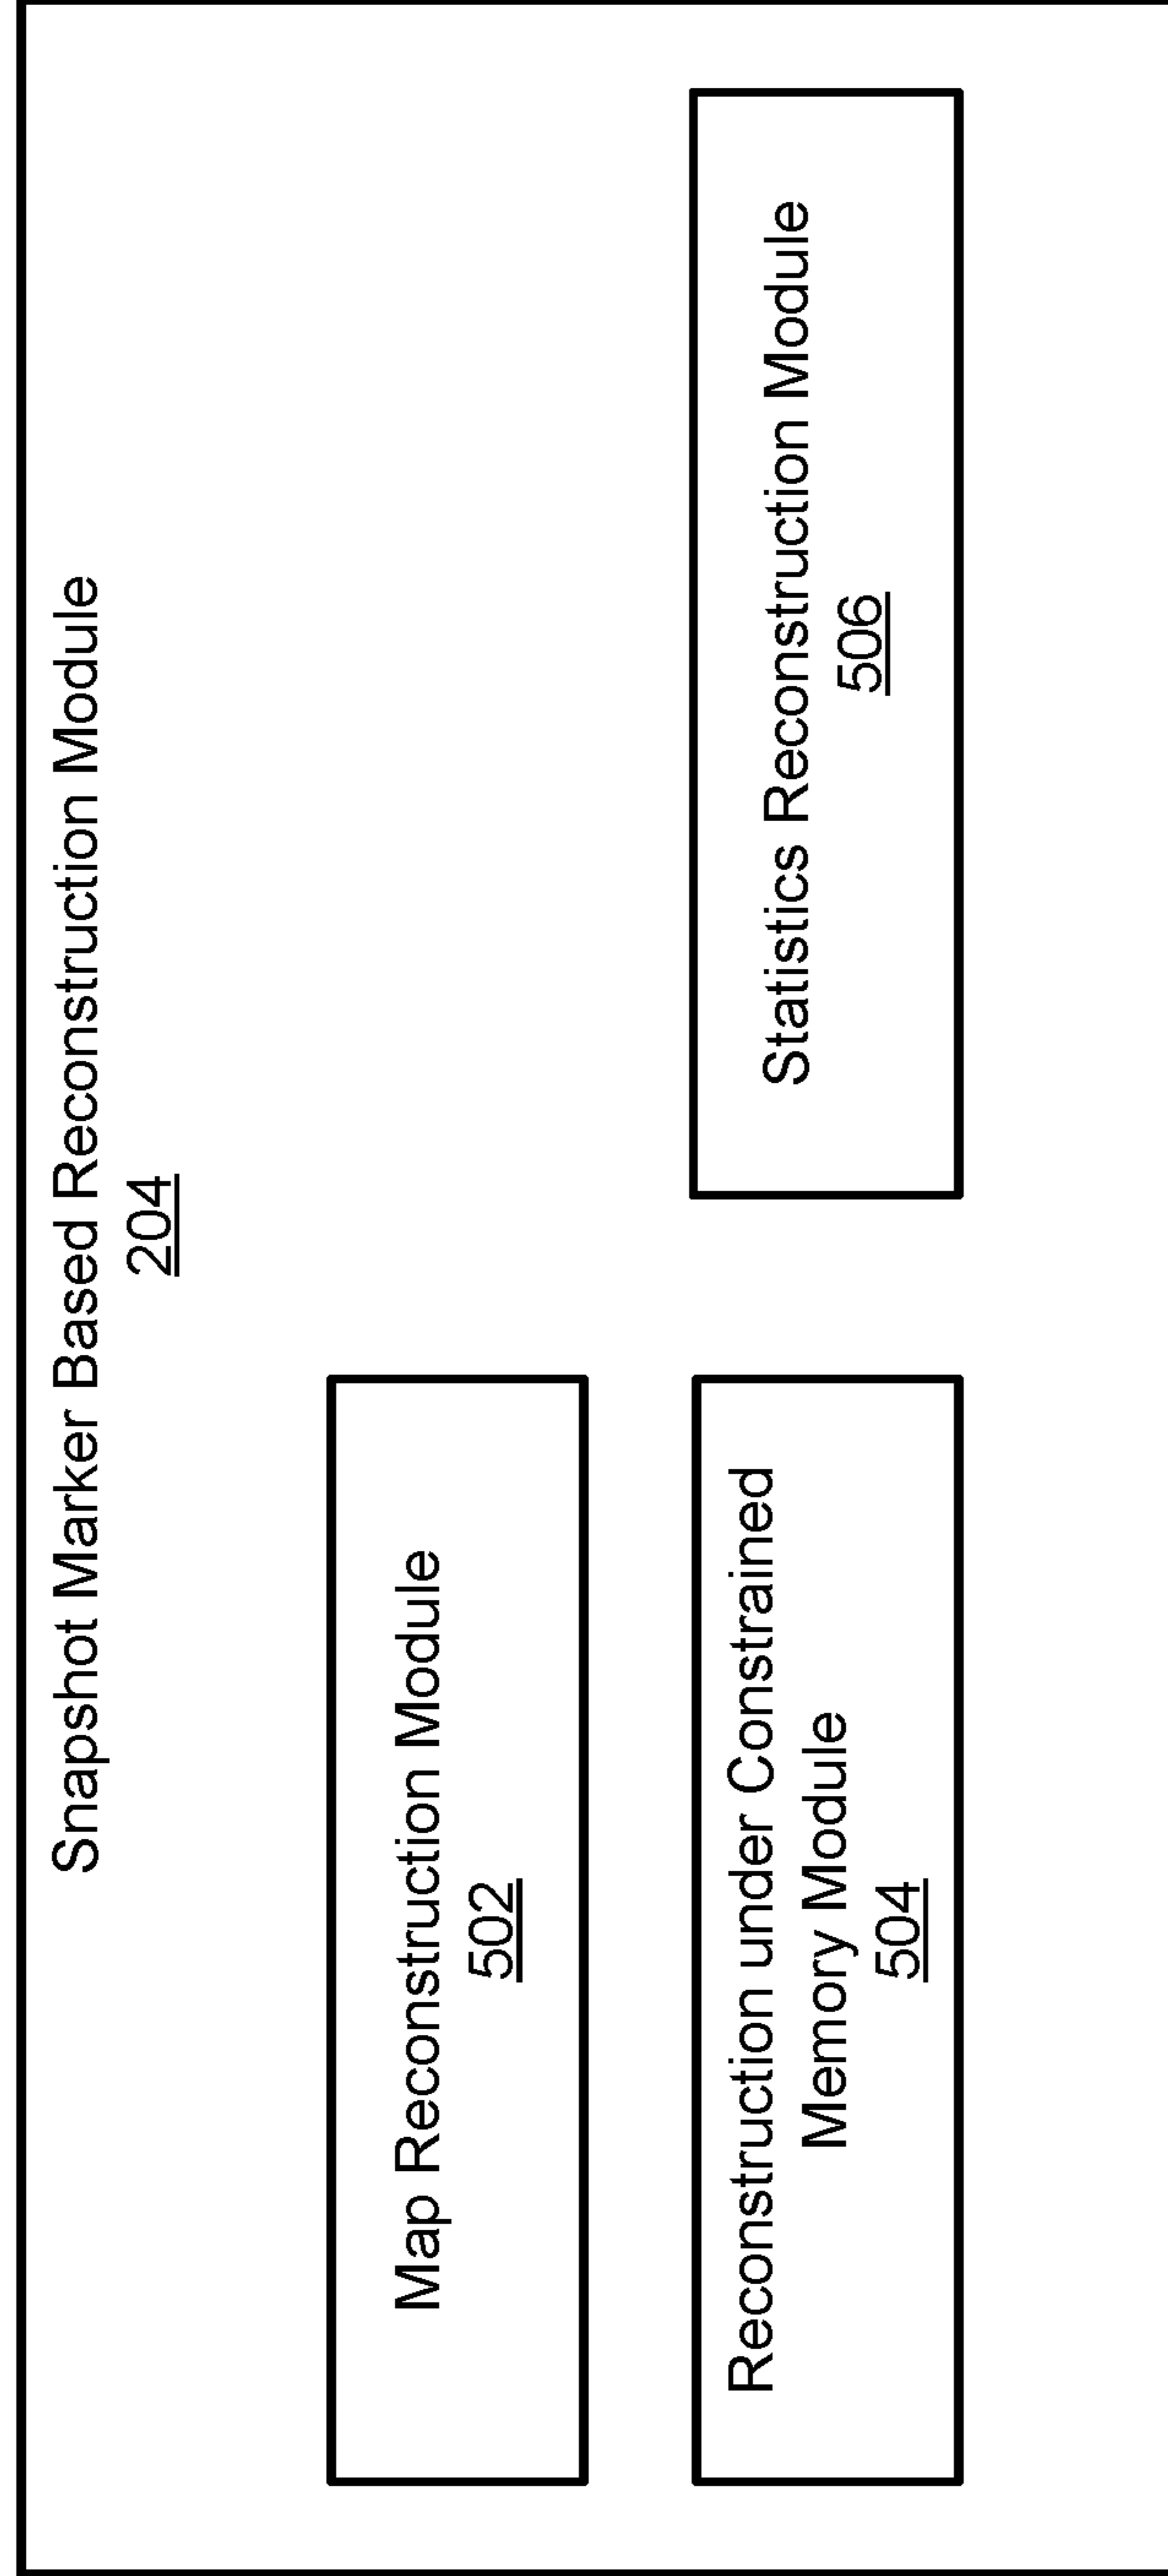 Snapshot Marker Based Reconstruction Module
204
Map Reconstruction Module
502
Reconstruction under Constrained
Memory Module
504
Statistics Reconstruction Module
506